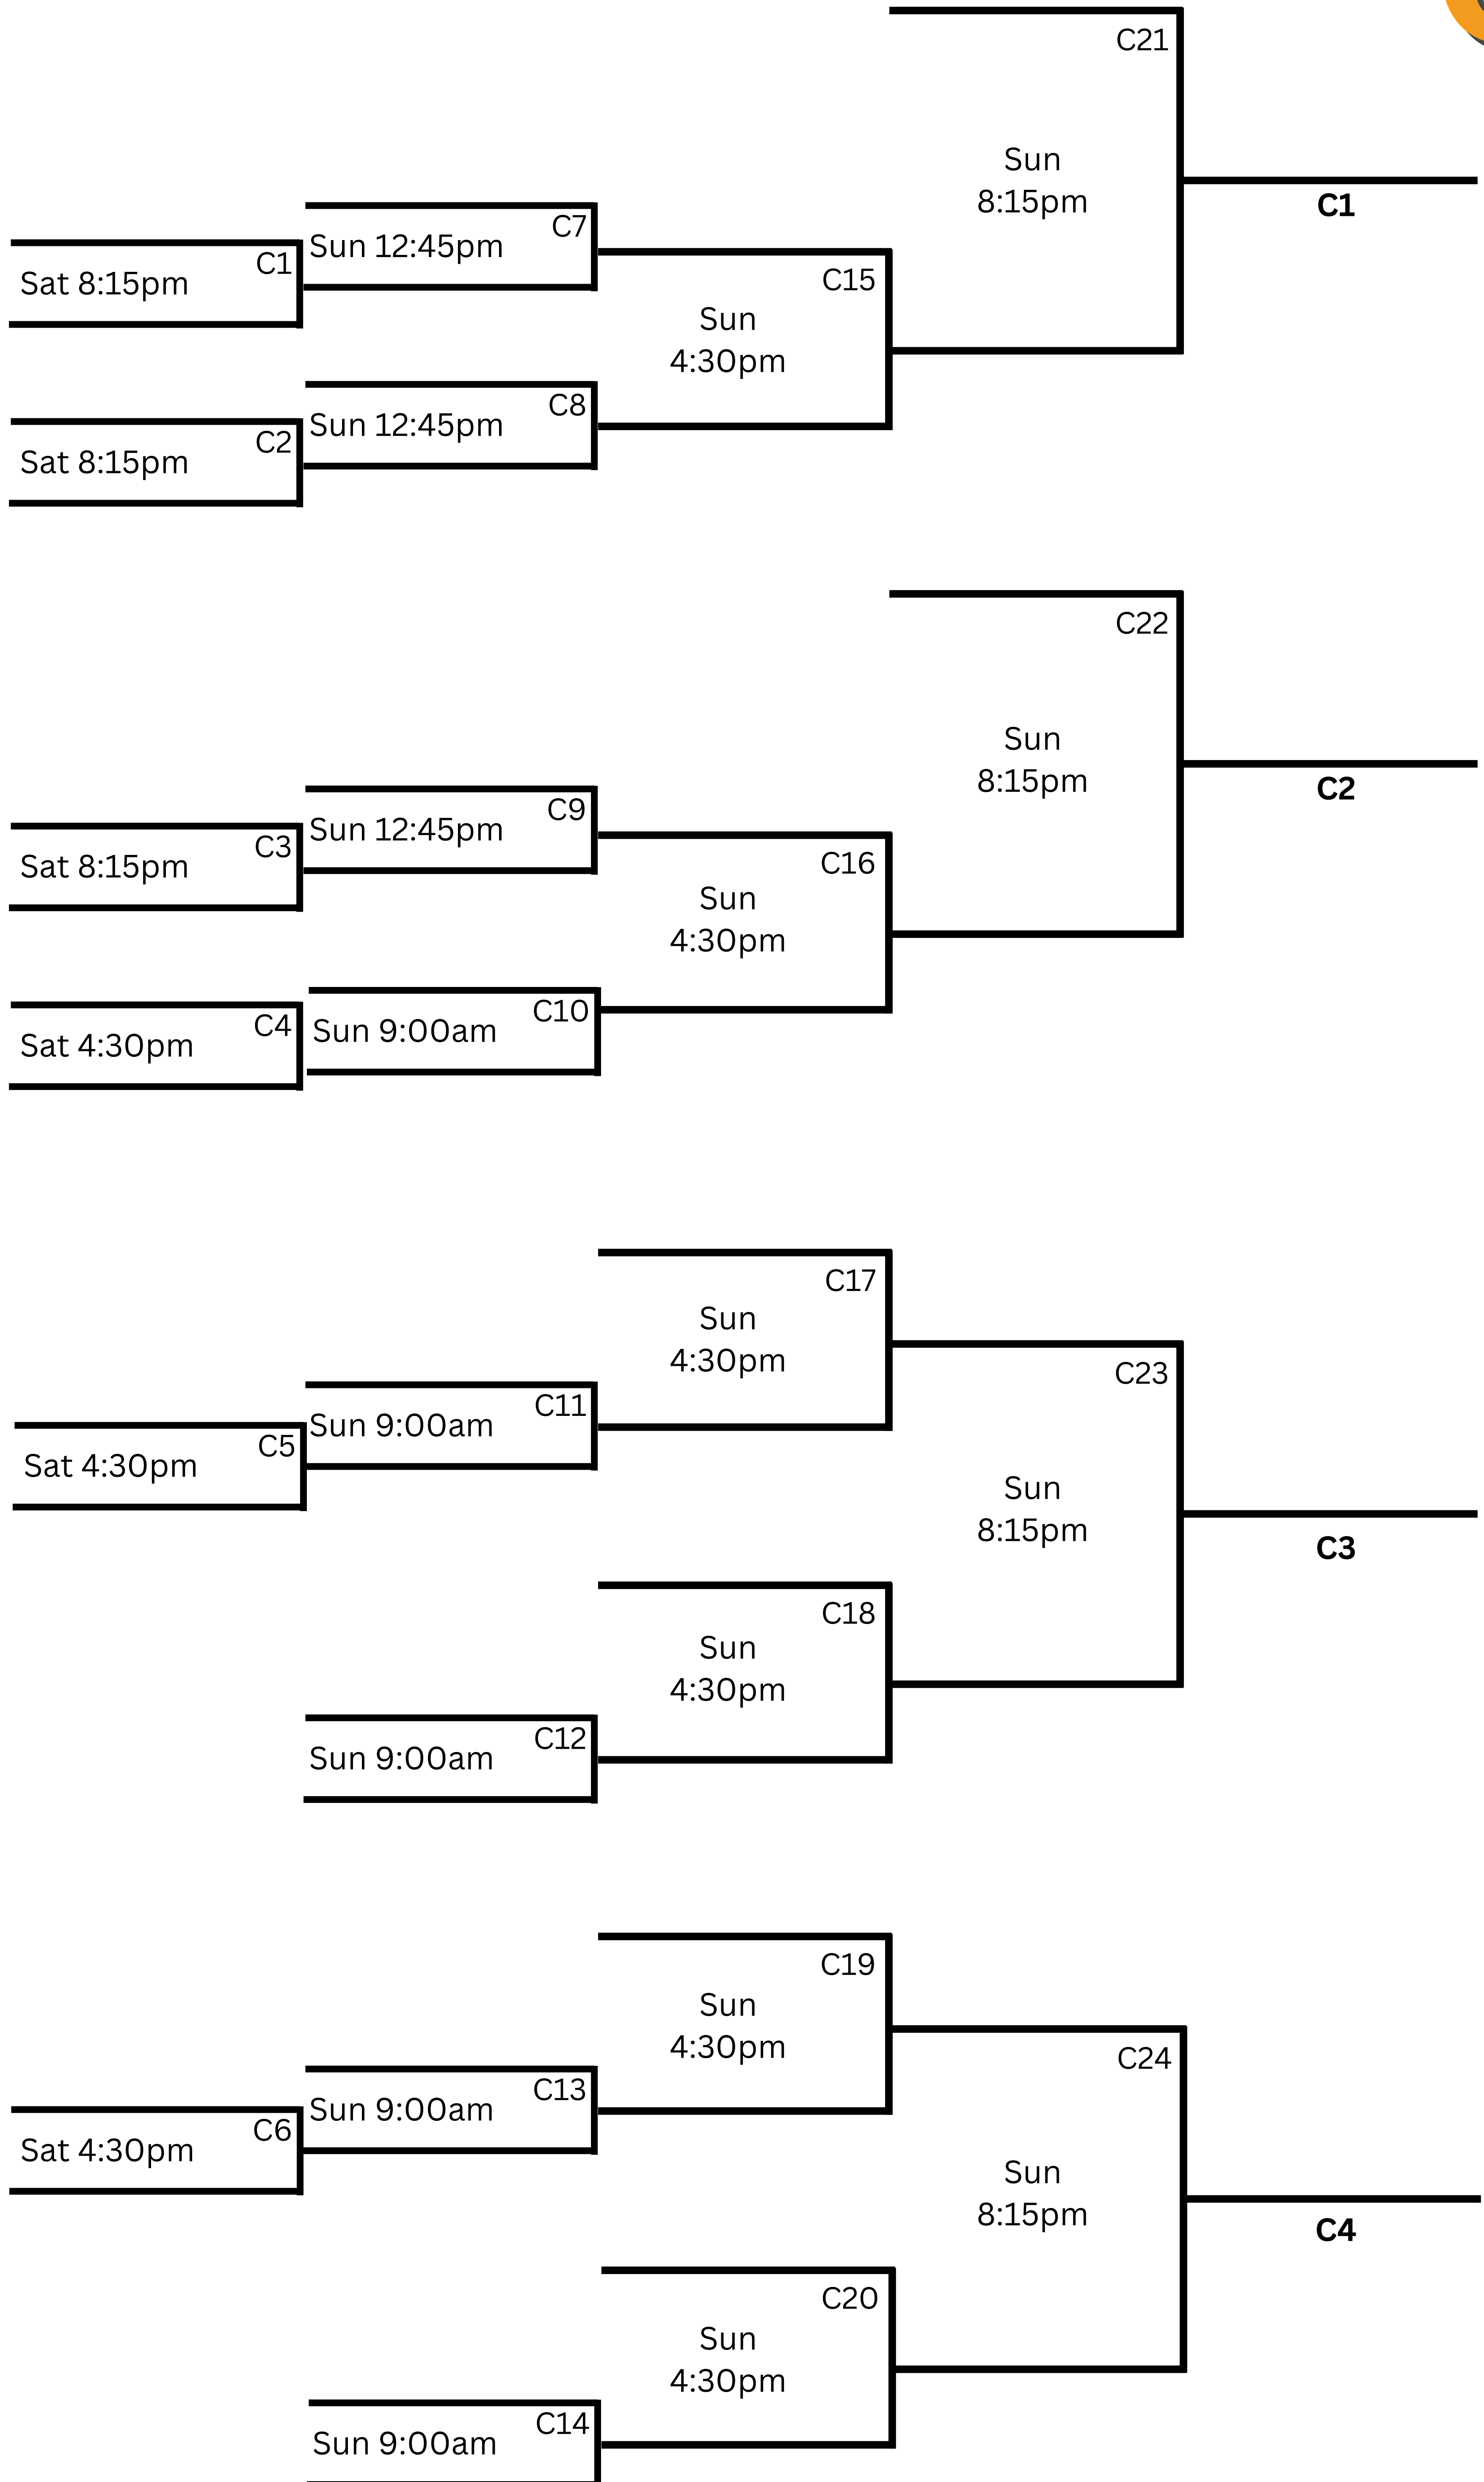 C21
Sun
8:15pm
C1
C7
Sun 12:45pm
C1
Sat 8:15pm
C15
Sun
4:30pm
C8
Sun 12:45pm
C2
Sat 8:15pm
C22
Sun
8:15pm
C2
C9
Sun 12:45pm
C3
Sat 8:15pm
C16
Sun
4:30pm
C10
Sun 9:00am
C4
Sat 4:30pm
C17
Sun
4:30pm
C23
C11
Sun 9:00am
C5
Sat 4:30pm
Sun
8:15pm
C3
C18
Sun
4:30pm
C12
Sun 9:00am
C19
Sun
4:30pm
C24
C13
Sun 9:00am
C6
Sat 4:30pm
Sun
8:15pm
C4
C20
Sun
4:30pm
C14
Sun 9:00am